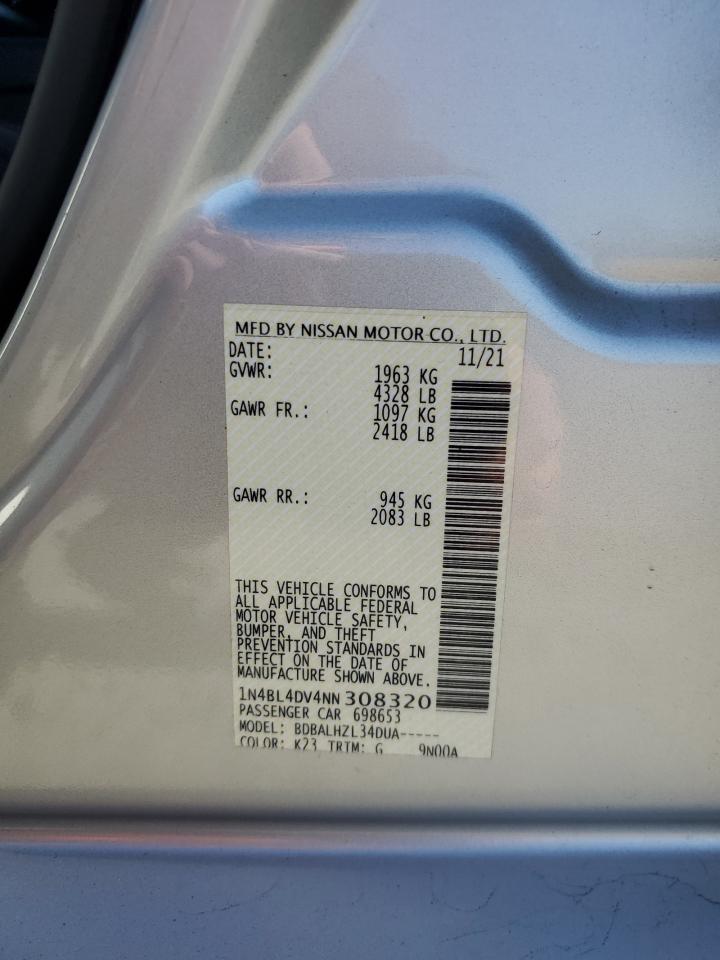 MFD BY NISSAN MOTOR CO., LTD.
DATE: 11/21
GVWR: 1963 KG
4328 LB
GAWR FR.: 1097 KG
2418 LB
GAWR RR.: 945 KG
2083 LB
THIS VEHICLE CONFORMS TO
ALL APPLICABLE FEDERAL
MOTOR VEHICLE SAFETY,
BUMPER, AND THEFT
PREVENTION STANDARDS IN
EFFECT ON THE DATE OF
MANUFACTURE SHOWN ABOVE.
1N4BL4DV4NN308320
PASSENGER CAR 698653
MODEL: BDBALHZL34DUA-----
COLOR: K23 TRIM: G 9N00A